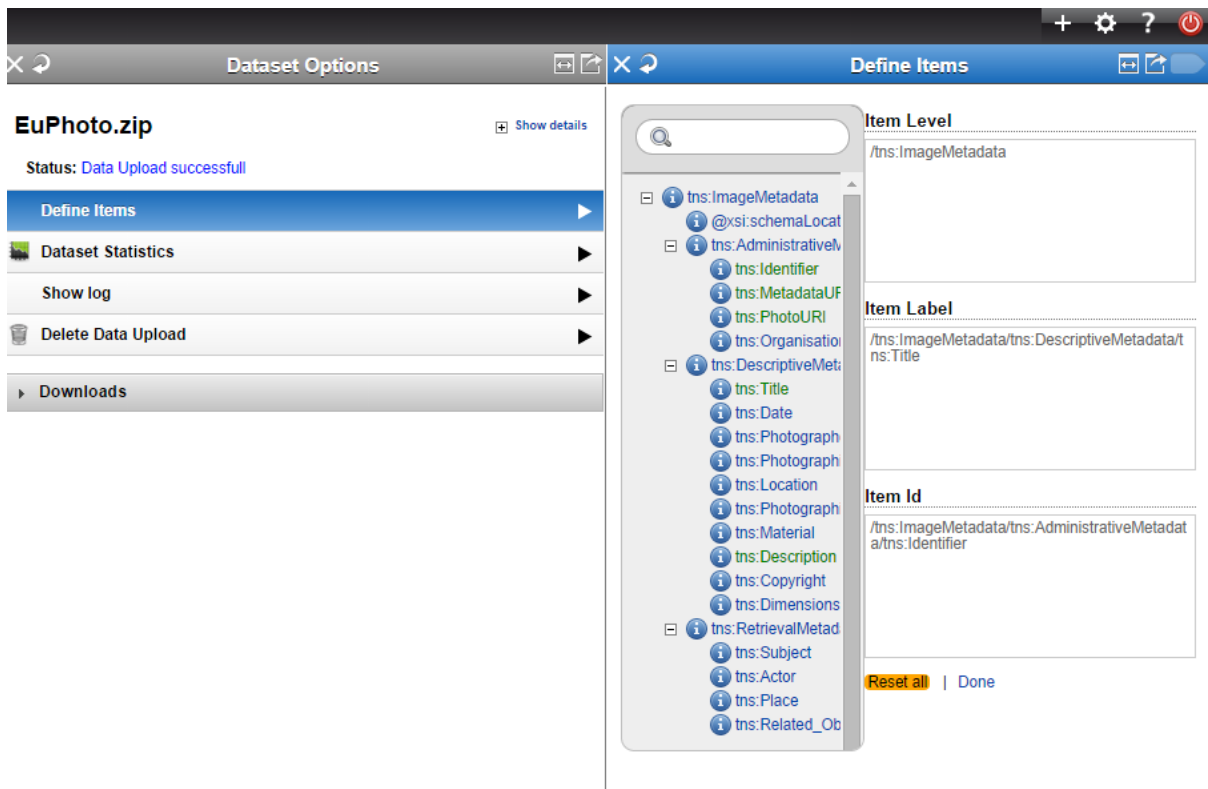 Dataset Options
EuPhoto.zip
Show details
Status: Data Upload successfull
Define Items
Dataset Statistics
Show log
Delete Data Upload
Downloads
?
Define Items
tns:ImageMetadata
@xsi:schemaLocat
tns:AdministrativeM
tns:Identifier
tns:MetadataUR
tns:PhotoURI
tns:Organisation
tns:DescriptiveMeta
tns:Title
tns:Date
tns:Photograph
tns:Photographi
tns:Location
tns:Photographi
tns:Material
tns:Description
tns:Copyright
tns:Dimensions
tns:RetrievalMetad
tns:Subject
tns:Actor
tns:Place
tns:Related_Ob
Item Level
/tns:ImageMetadata
Item Label
/tns:ImageMetadata/tns:DescriptiveMetadata/t
ns:Title
Item Id
/tns:ImageMetadata/tns:AdministrativeMetadat
a/tns:Identifier
Reset all | Done